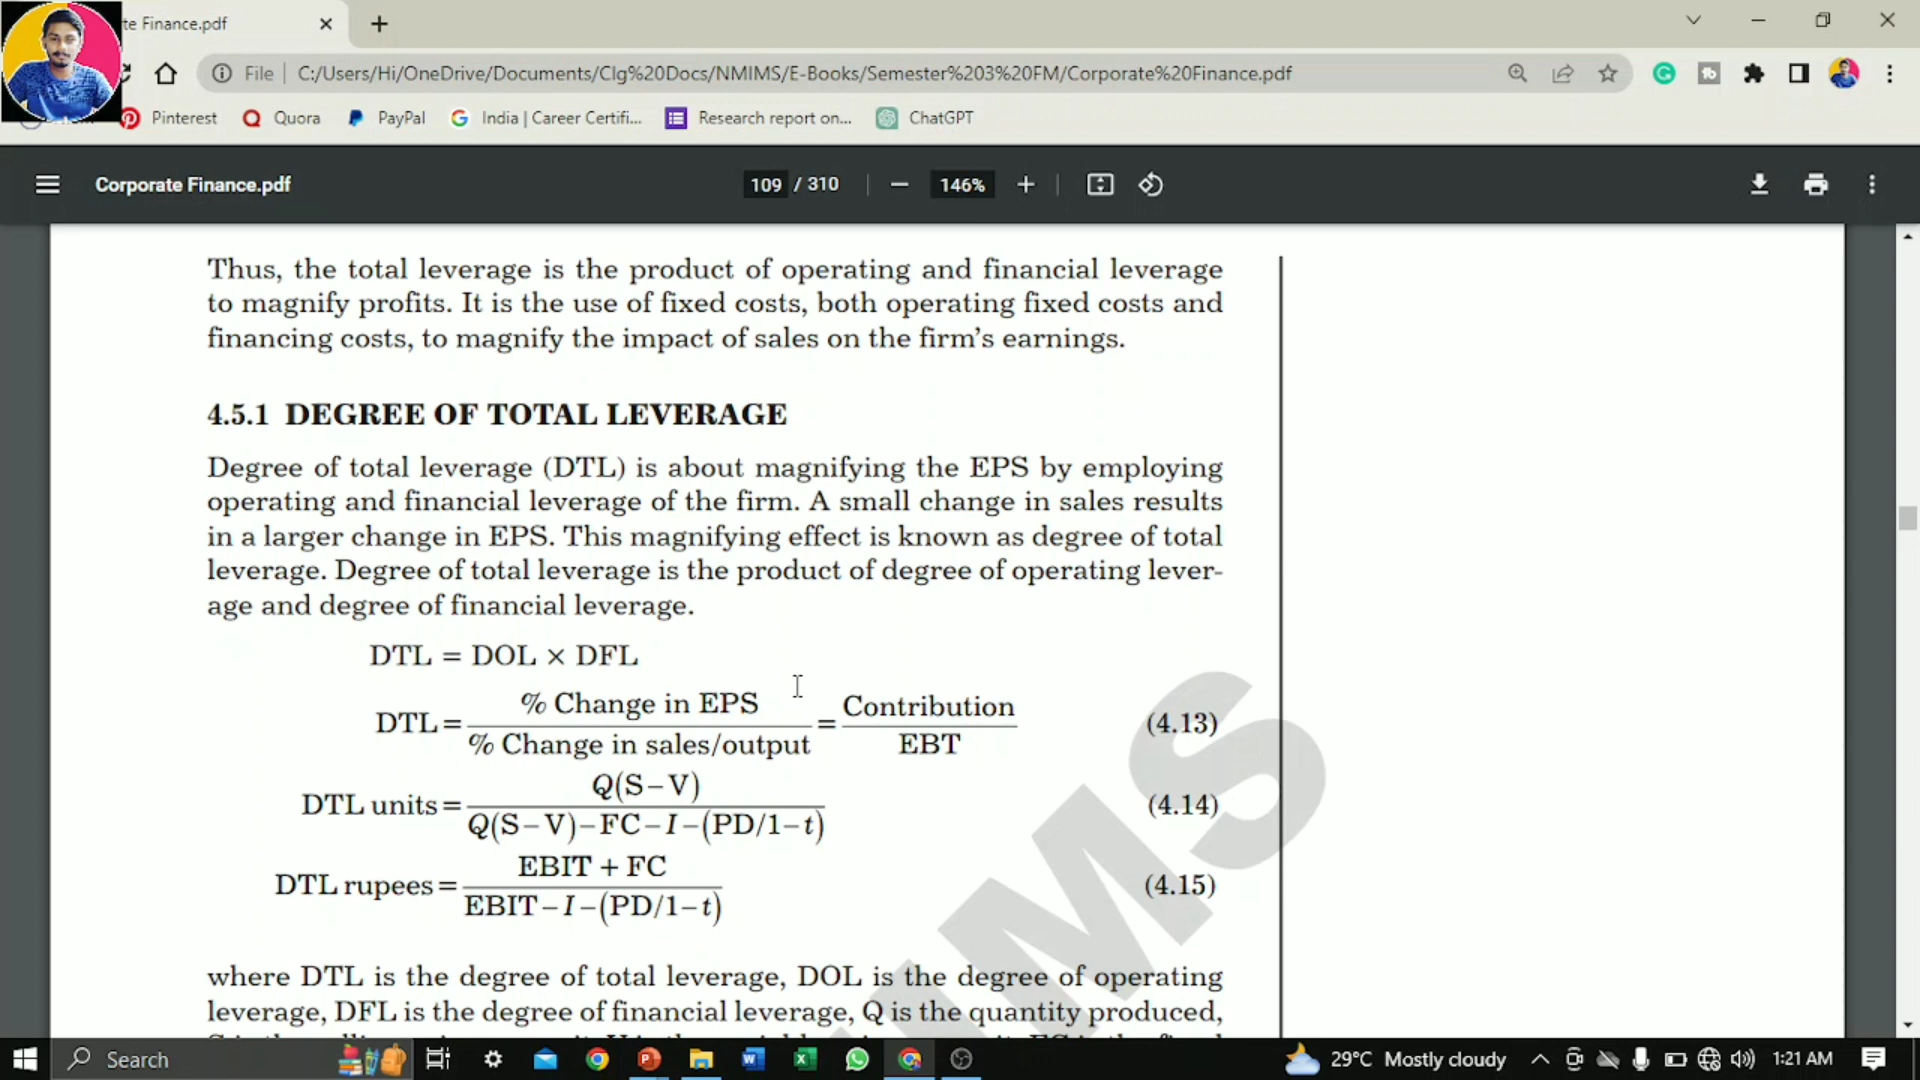 te Finance.pdf
File
C:/Users/Hi/OneDrive/Documents/Clg%20Docs/NMIMS/E-Books/Semester%203%20FM/Corporate%20Finance.pdf
Pinterest
Quora
PayPal
India | Career Certifi...
Research report on...
ChatGPT
Corporate Finance.pdf
109 / 310
146%
Thus, the total leverage is the product of operating and financial leverage
to magnify profits. It is the use of fixed costs, both operating fixed costs and
financing costs, to magnify the impact of sales on the firm's earnings.
4.5.1 DEGREE OF TOTAL LEVERAGE
Degree of total leverage (DTL) is about magnifying the EPS by employing
operating and financial leverage of the firm. A small change in sales results
in a larger change in EPS. This magnifying effect is known as degree of total
leverage. Degree of total leverage is the product of degree of operating lever-
age and degree of financial leverage.
DTL = DOL × DFL
DTL = % Change in EPS / % Change in sales/output = Contribution / EBT (4.13)
DTL units = Q(S–V) / Q(S–V)–FC–I–(PD/1–t) (4.14)
DTL rupees = EBIT + FC / EBIT–I–(PD/1–t) (4.15)
where DTL is the degree of total leverage, DOL is the degree of operating
leverage, DFL is the degree of financial leverage, Q is the quantity produced,
IMS
Search
29°C Mostly cloudy
1:21 AM